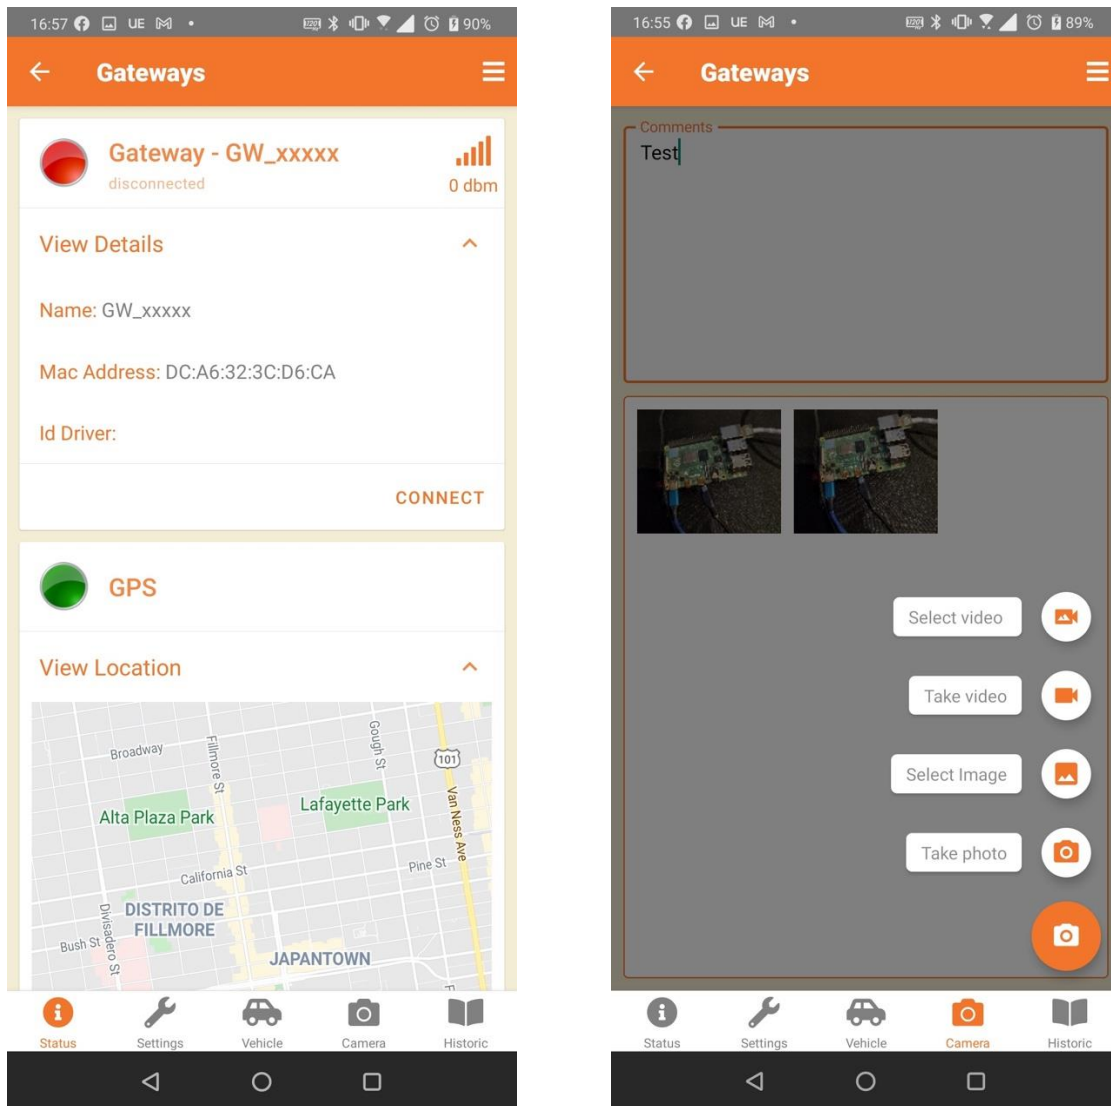 16:57 UE 90%
Gateways
Gateway - GW_xxxxx
disconnected
0 dbm
View Details
Name: GW_xxxxx
Mac Address: DC:A6:32:3C:D6:CA
Id Driver:
CONNECT
GPS
View Location
Broadway
Fillmore St
Gough St
101
Alta Plaza Park
Lafayette Park
Van Ness Ave
California St
Pine St
DISTRITO DE
FILLMORE
Divisadero St
Bush St
JAPANTOWN
Status
Settings
Vehicle
Camera
Historic
16:55 UE 89%
Gateways
Comments
Test
Select video
Take video
Select Image
Take photo
Status
Settings
Vehicle
Camera
Historic